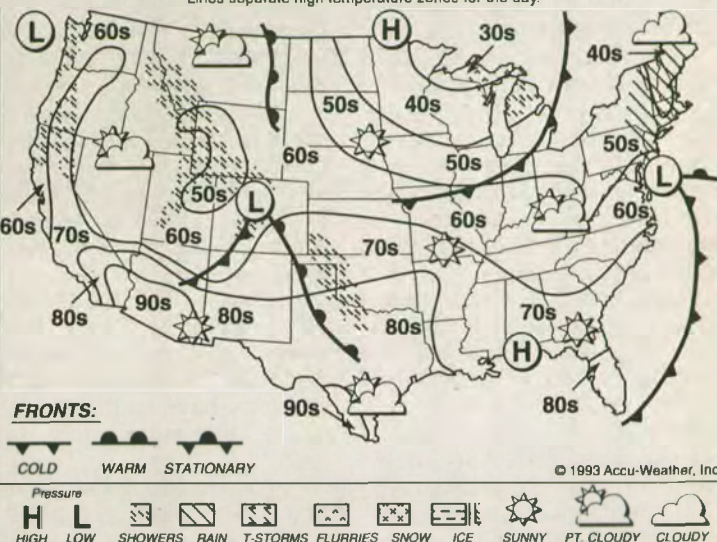 Lines separate high temperature zones for the day.
L
60s
H
30s
40s
50s
40s
60s
50s
50s
50s
L
L
60s
60s
60s
70s
60s
70s
80s
90s
80s
80s
70s
H
80s
90s
FRONTS:
COLD WARM STATIONARY
© 1993 Accu-Weather, Inc
Pressure
H L
HIGH LOW SHOWERS RAIN T-STORMS FLURRIES SNOW ICE SUNNY PT. CLOUDY CLOUDY